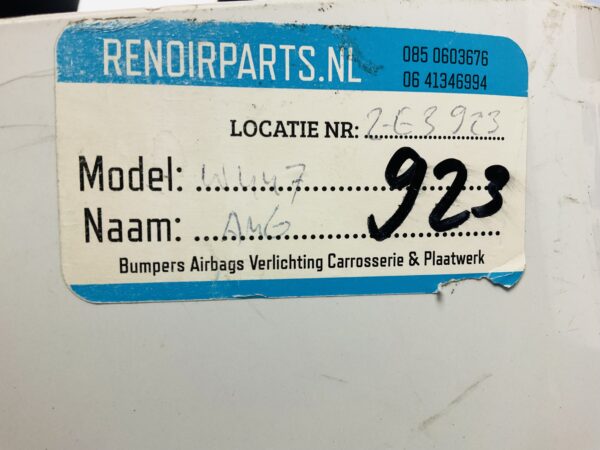 RENOIRPARTS.NL
085 0603676
06 41346994
LOCATIE NR: 2-E3 923
Model: W447
Naam: AMG
923
Bumpers Airbags Verlichting Carrosserie & Plaatwerk